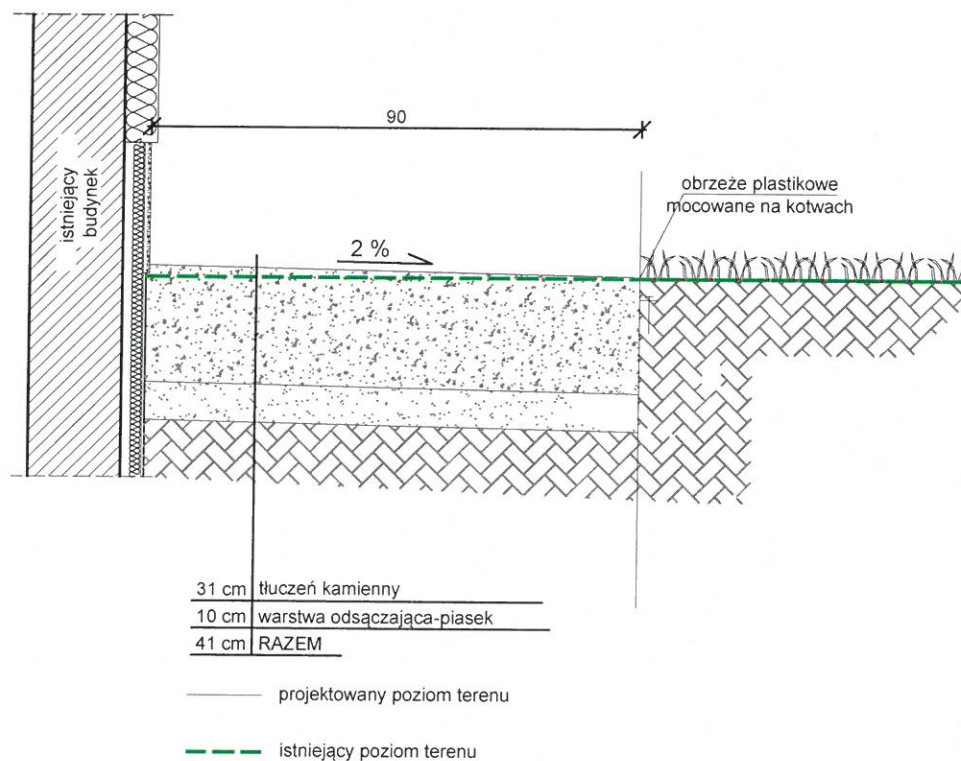 90
istniejący
budynek
obrzeże plastikowe
mocowane na kotwach
2 %
31 cm tłuczeń kamienny
10 cm warstwa odsączająca-piasek
41 cm RAZEM
projektowany poziom terenu
istniejący poziom terenu